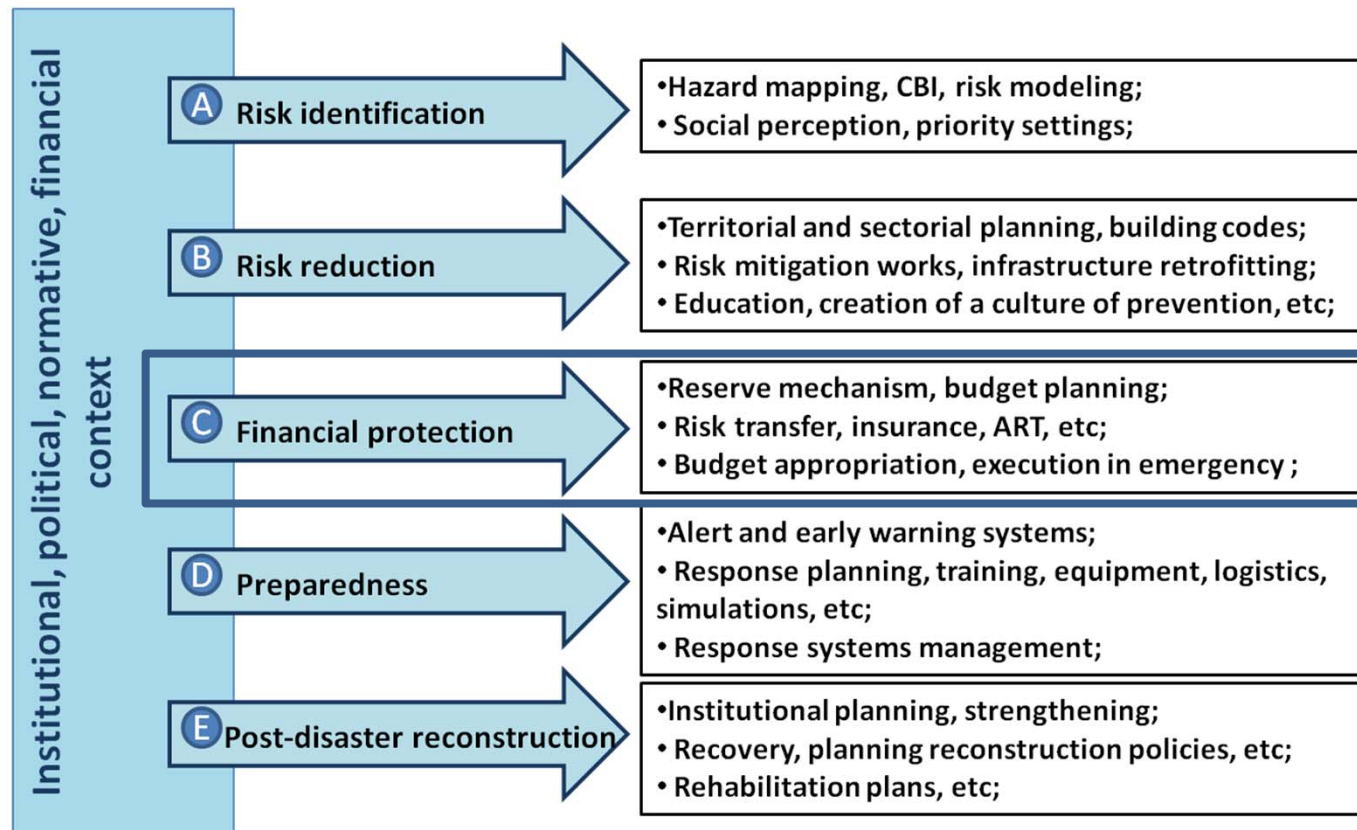 Institutional, political, normative, financial
context
A Risk identification
•Hazard mapping, CBI, risk modeling;
• Social perception, priority settings;
B Risk reduction
•Territorial and sectorial planning, building codes;
• Risk mitigation works, infrastructure retrofitting;
• Education, creation of a culture of prevention, etc;
C Financial protection
•Reserve mechanism, budget planning;
• Risk transfer, insurance, ART, etc;
• Budget appropriation, execution in emergency ;
D Preparedness
•Alert and early warning systems;
• Response planning, training, equipment, logistics,
simulations, etc;
• Response systems management;
E Post-disaster reconstruction
•Institutional planning, strengthening;
• Recovery, planning reconstruction policies, etc;
• Rehabilitation plans, etc;